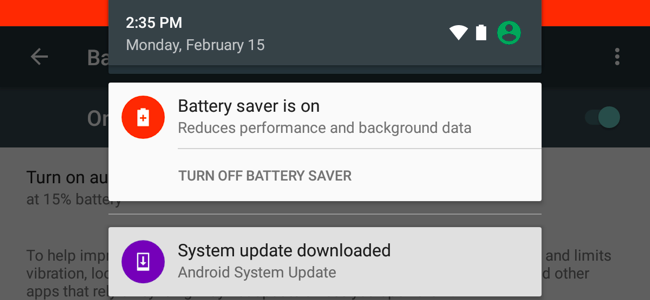 2:35 PM
Monday, February 15
Ba
On
Battery saver is on
Reduces performance and background data
TURN OFF BATTERY SAVER
Turn on au
at 15% battery
System update downloaded
Android System Update
To help imp and limits
vibration, loc d other
apps that rely